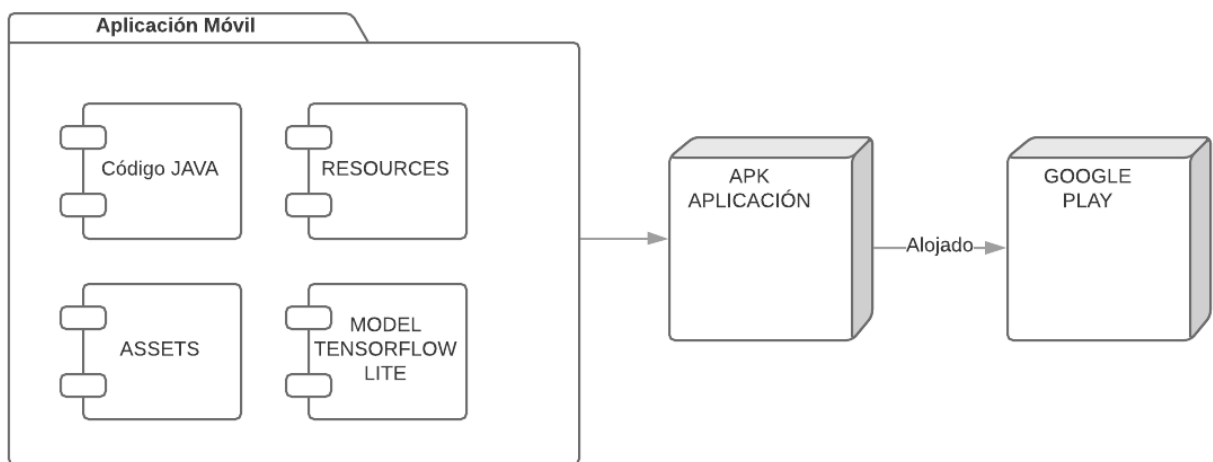 Aplicación Móvil
Código JAVA
RESOURCES
ASSETS
MODEL
TENSORFLOW
LITE
APK
APLICACIÓN
Alojado
GOOGLE
PLAY